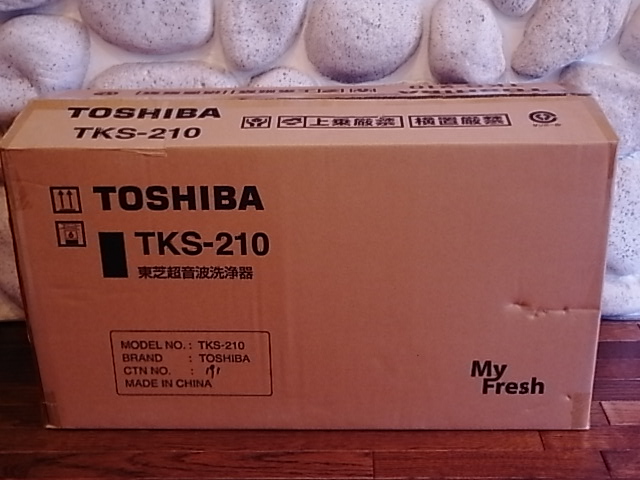 TOSHIBA
TKS-210
上乗厳禁 横置厳禁
TOSHIBA
TKS-210
東芝超音波洗浄器
MODEL NO. : TKS-210
BRAND : TOSHIBA
CTN NO. :
MADE IN CHINA
My
Fresh